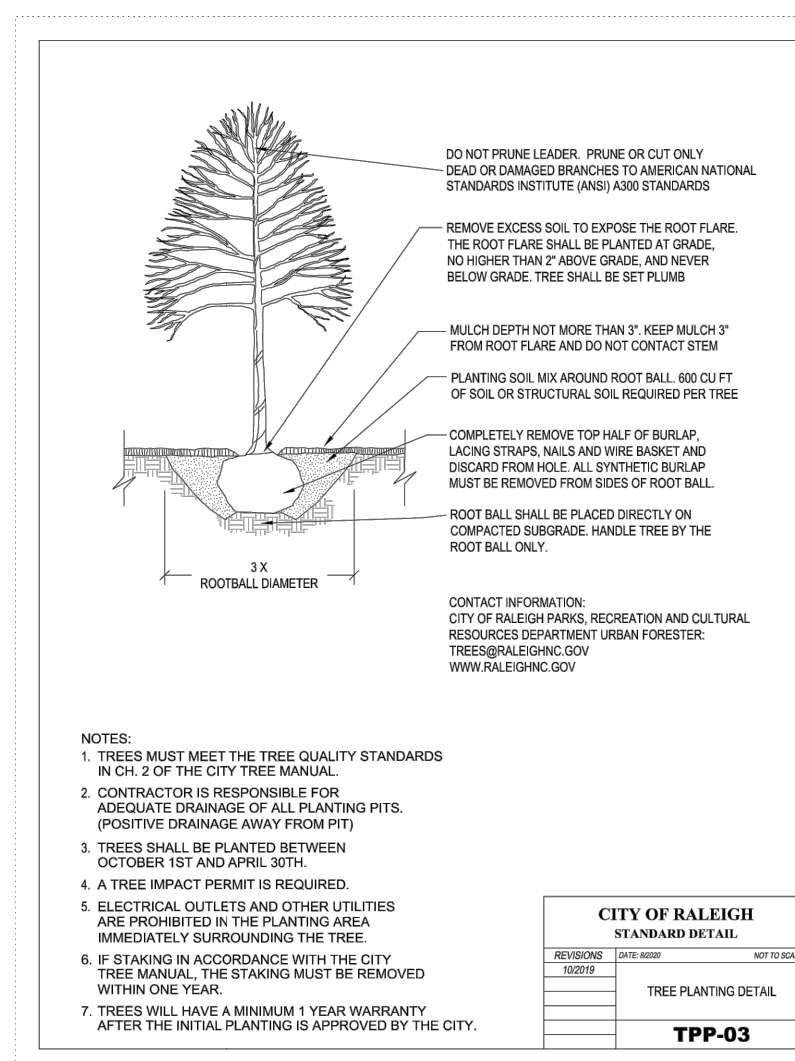 DO NOT PRUNE LEADER. PRUNE OR CUT ONLY
DEAD OR DAMAGED BRANCHES TO AMERICAN NATIONAL
STANDARDS INSTITUTE (ANSI) A300 STANDARDS
REMOVE EXCESS SOIL TO EXPOSE THE ROOT FLARE.
THE ROOT FLARE SHALL BE PLANTED AT GRADE,
NO HIGHER THAN 2" ABOVE GRADE, AND NEVER
BELOW GRADE. TREE SHALL BE SET PLUMB
MULCH DEPTH NOT MORE THAN 3". KEEP MULCH 3"
FROM ROOT FLARE AND DO NOT CONTACT STEM
PLANTING SOIL MIX AROUND ROOT BALL. 600 CU FT
OF SOIL OR STRUCTURAL SOIL REQUIRED PER TREE
COMPLETELY REMOVE TOP HALF OF BURLAP,
LACING STRAPS, NAILS AND WIRE BASKET AND
DISCARD FROM HOLE. ALL SYNTHETIC BURLAP
MUST BE REMOVED FROM SIDES OF ROOT BALL.
ROOT BALL SHALL BE PLACED DIRECTLY ON
COMPACTED SUBGRADE. HANDLE TREE BY THE
ROOT BALL ONLY.
3 X
ROOTBALL DIAMETER
CONTACT INFORMATION:
CITY OF RALEIGH PARKS, RECREATION AND CULTURAL
RESOURCES DEPARTMENT URBAN FORESTER:
TREES@RALEIGHNC.GOV
WWW.RALEIGHNC.GOV
NOTES:
1. TREES MUST MEET THE TREE QUALITY STANDARDS
IN CH. 2 OF THE CITY TREE MANUAL.
2. CONTRACTOR IS RESPONSIBLE FOR
ADEQUATE DRAINAGE OF ALL PLANTING PITS.
(POSITIVE DRAINAGE AWAY FROM PIT)
3. TREES SHALL BE PLANTED BETWEEN
OCTOBER 1ST AND APRIL 30TH.
4. A TREE IMPACT PERMIT IS REQUIRED.
5. ELECTRICAL OUTLETS AND OTHER UTILITIES
ARE PROHIBITED IN THE PLANTING AREA
IMMEDIATELY SURROUNDING THE TREE.
6. IF STAKING IN ACCORDANCE WITH THE CITY
TREE MANUAL, THE STAKING MUST BE REMOVED
WITHIN ONE YEAR.
7. TREES WILL HAVE A MINIMUM 1 YEAR WARRANTY
AFTER THE INITIAL PLANTING IS APPROVED BY THE CITY.
CITY OF RALEIGH
STANDARD DETAIL
REVISIONS DATE: 8/2020 NOT TO SCA
10/2019
TREE PLANTING DETAIL
TPP-03